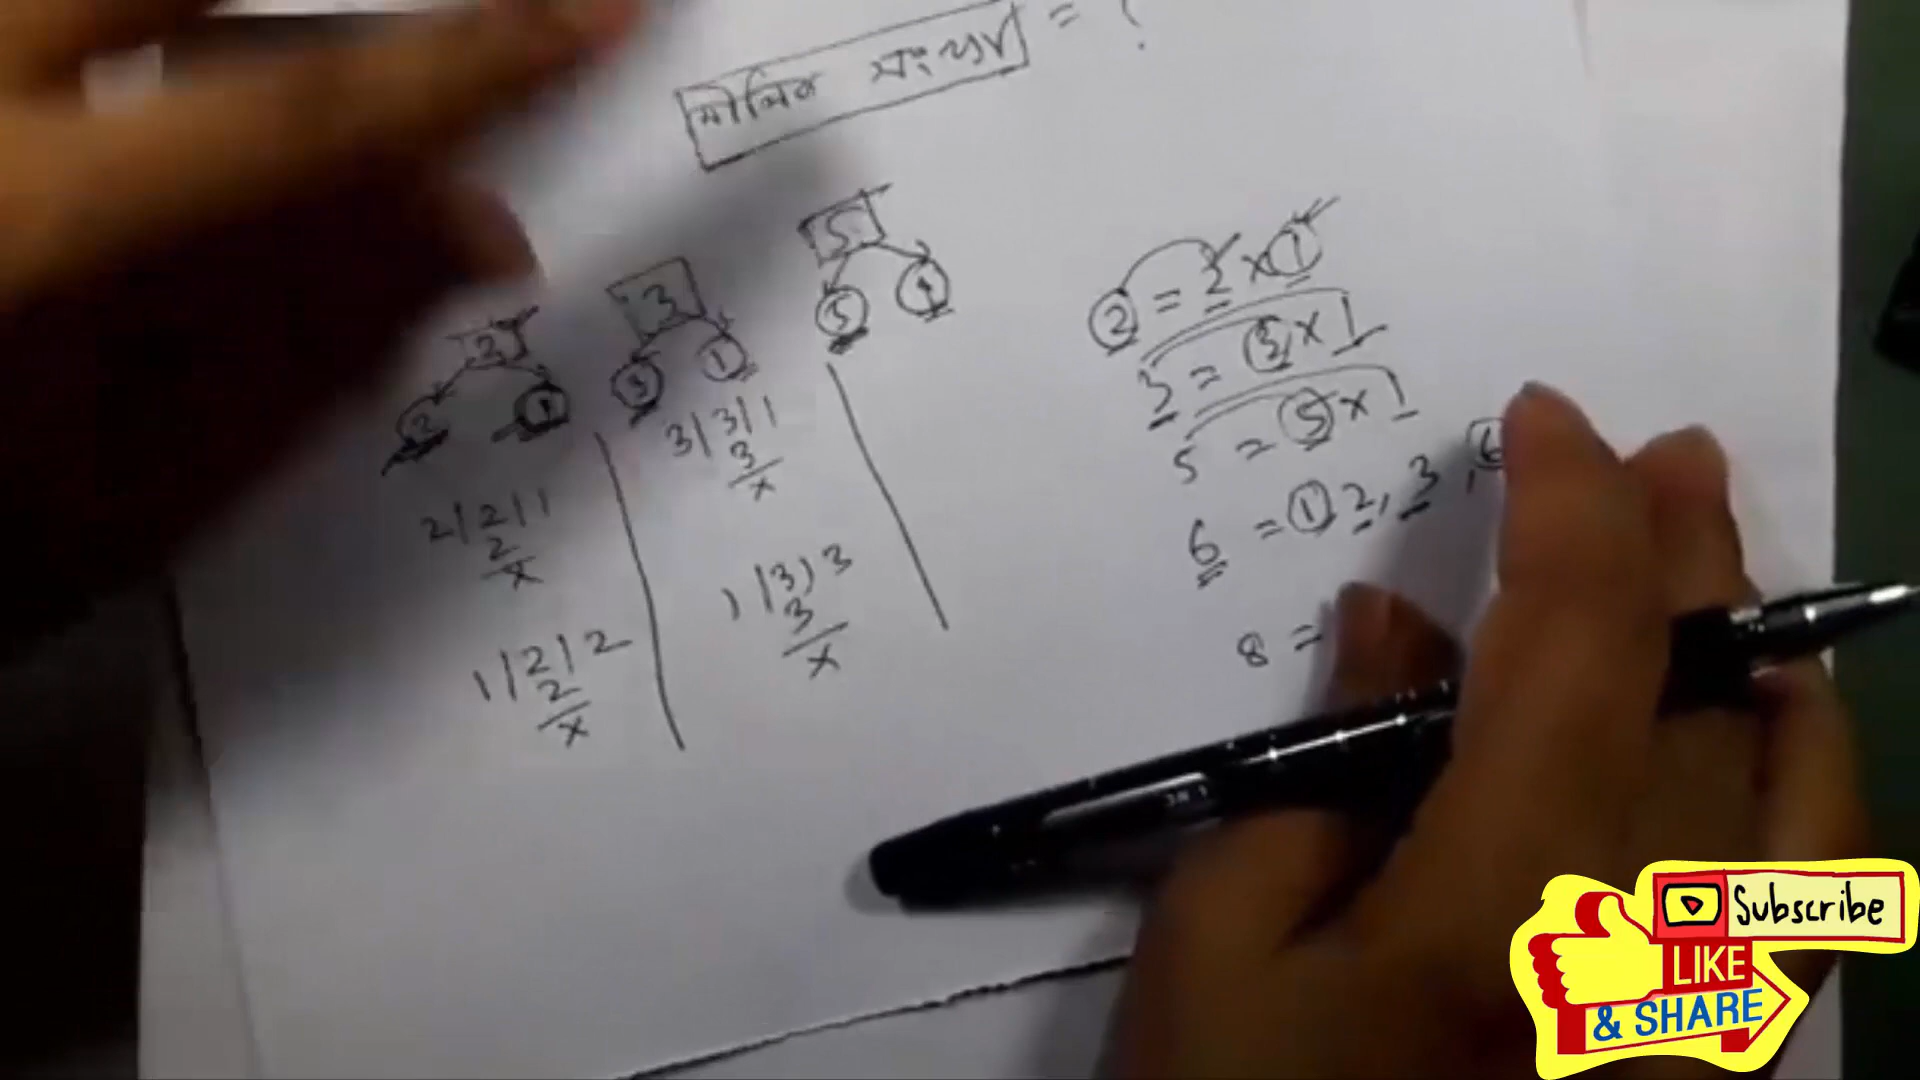 মৌলিক সংখ্যা = ?
5
5 1
3
3 1
2
2 1
3|3|1
3
x
2|2|1
2
x
1|3)3
3
x
1|2|2
2
x
2 = 2 x 1
3 = 3 x 1
5 = 5 x 1
6 = 1 2, 3, 6
8 =
Subscribe
LIKE
& SHARE